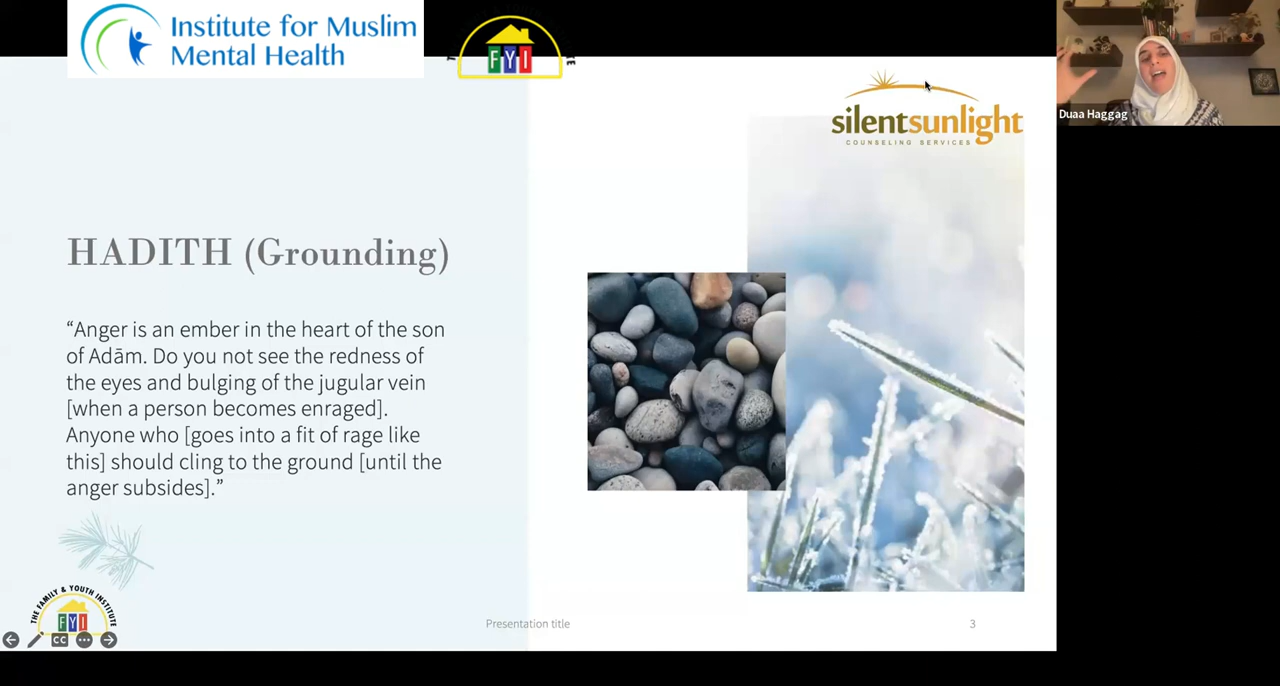 Institute for Muslim
Mental Health
FYI
silentsunlight
COUNSELING SERVICES
Duaa Haggag
HADITH (Grounding)
“Anger is an ember in the heart of the son
of Adām. Do you not see the redness of
the eyes and bulging of the jugular vein
[when a person becomes enraged].
Anyone who [goes into a fit of rage like
this] should cling to the ground [until the
anger subsides].”
THE FAMILY & YOUTH INSTITUTE
FYI
CC
Presentation title
3